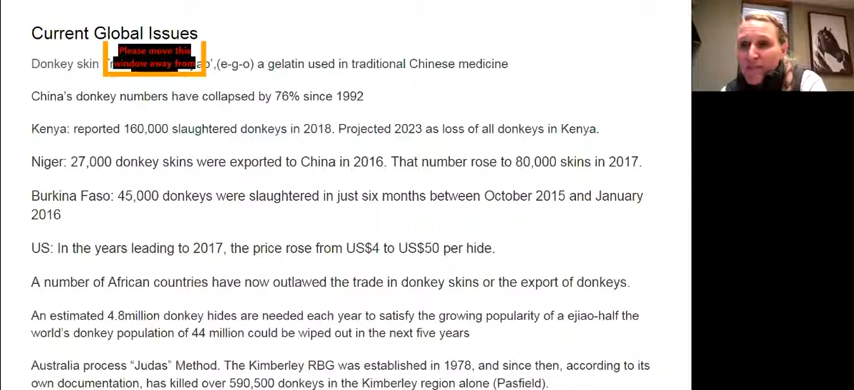 Current Global Issues
Please move this
Donkey skin window away from ,(e-g-o) a gelatin used in traditional Chinese medicine
China's donkey numbers have collapsed by 76% since 1992
Kenya: reported 160,000 slaughtered donkeys in 2018. Projected 2023 as loss of all donkeys in Kenya.
Niger: 27,000 donkey skins were exported to China in 2016. That number rose to 80,000 skins in 2017.
Burkina Faso: 45,000 donkeys were slaughtered in just six months between October 2015 and January
2016
US: In the years leading to 2017, the price rose from US$4 to US$50 per hide.
A number of African countries have now outlawed the trade in donkey skins or the export of donkeys.
An estimated 4.8million donkey hides are needed each year to satisfy the growing popularity of a ejiao-half the
world's donkey population of 44 million could be wiped out in the next five years
Australia process “Judas” Method. The Kimberley RBG was established in 1978, and since then, according to its
own documentation, has killed over 590,500 donkeys in the Kimberley region alone (Pasfield).